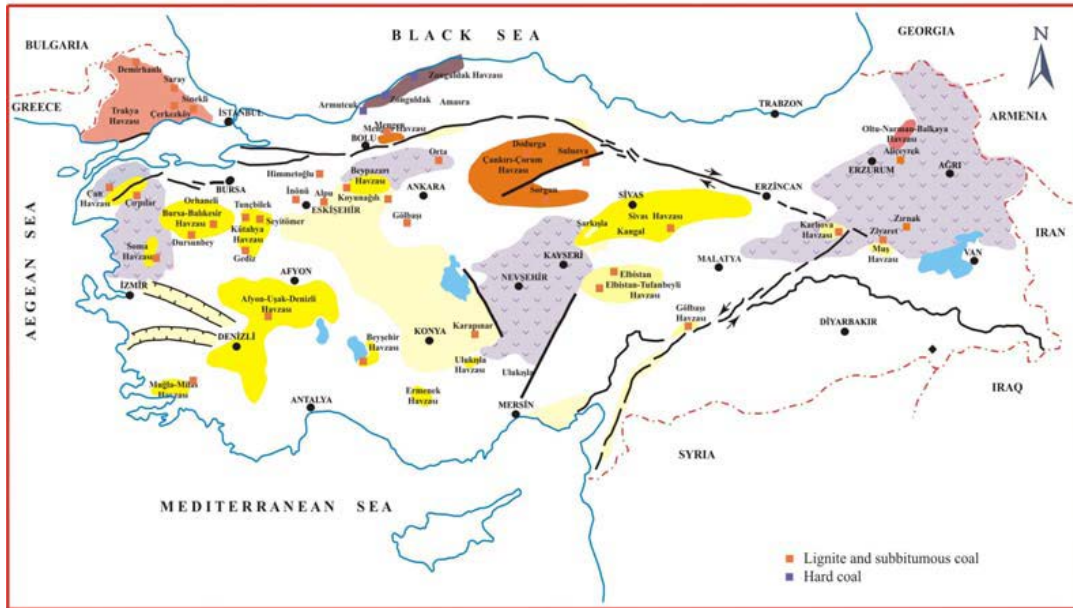 BLACK SEA
BULGARIA
GEORGIA
N
Demirhanlı
Saray
Zonguldak Havzası
GREECE
Trakya
Havzası
Sinekli
Çerkezköy
İSTANBUL
Armutcuk
Zonguldak
Amasra
TRABZON
ARMENIA
Menzen
Havzası
BOLU
Orta
Dodurga
Suluova
Çankırı-Çorum
Havzası
Sorgun
Oltu-Narman-Balkaya
Havzası
Aliçeyrek
ERZURUM
AĞRI
Çan
Havzası
Çırpılar
BURSA
Himmetoğlu
Beypazarı
Havzası
ANKARA
SİVAS
ERZİNCAN
Orhaneli
Bursa-Balıkesir
Havzası
Dursunbey
Tunçbilek
Seyitömer
Kütahya
Havzası
Gediz
İnönü
Alpu
ESKİŞEHİR
Koyunağılı
Gölbaşı
Şarkışla
Sivas Havzası
Kangal
Karlıova
Havzası
Zırnak
Ziyaret
Muş
Havzası
VAN
IRAN
AEGEAN SEA
Soma
Havzası
İZMİR
AFYON
Afyon-Uşak-Denizli
Havzası
KAYSERİ
NEVŞEHİR
Elbistan
Elbistan-Tufanbeyli
Havzası
MALATYA
Gölbaşı
Havzası
DİYARBAKIR
DENİZLİ
Beyşehir
Havzası
KONYA
Karapınar
Ulukışla
Havzası
Ulukışla
Muğla-Milas
Havzası
ANTALYA
Ermenek
Havzası
MERSİN
IRAQ
SYRIA
MEDITERRANEAN SEA
Lignite and subbitumous coal
Hard coal